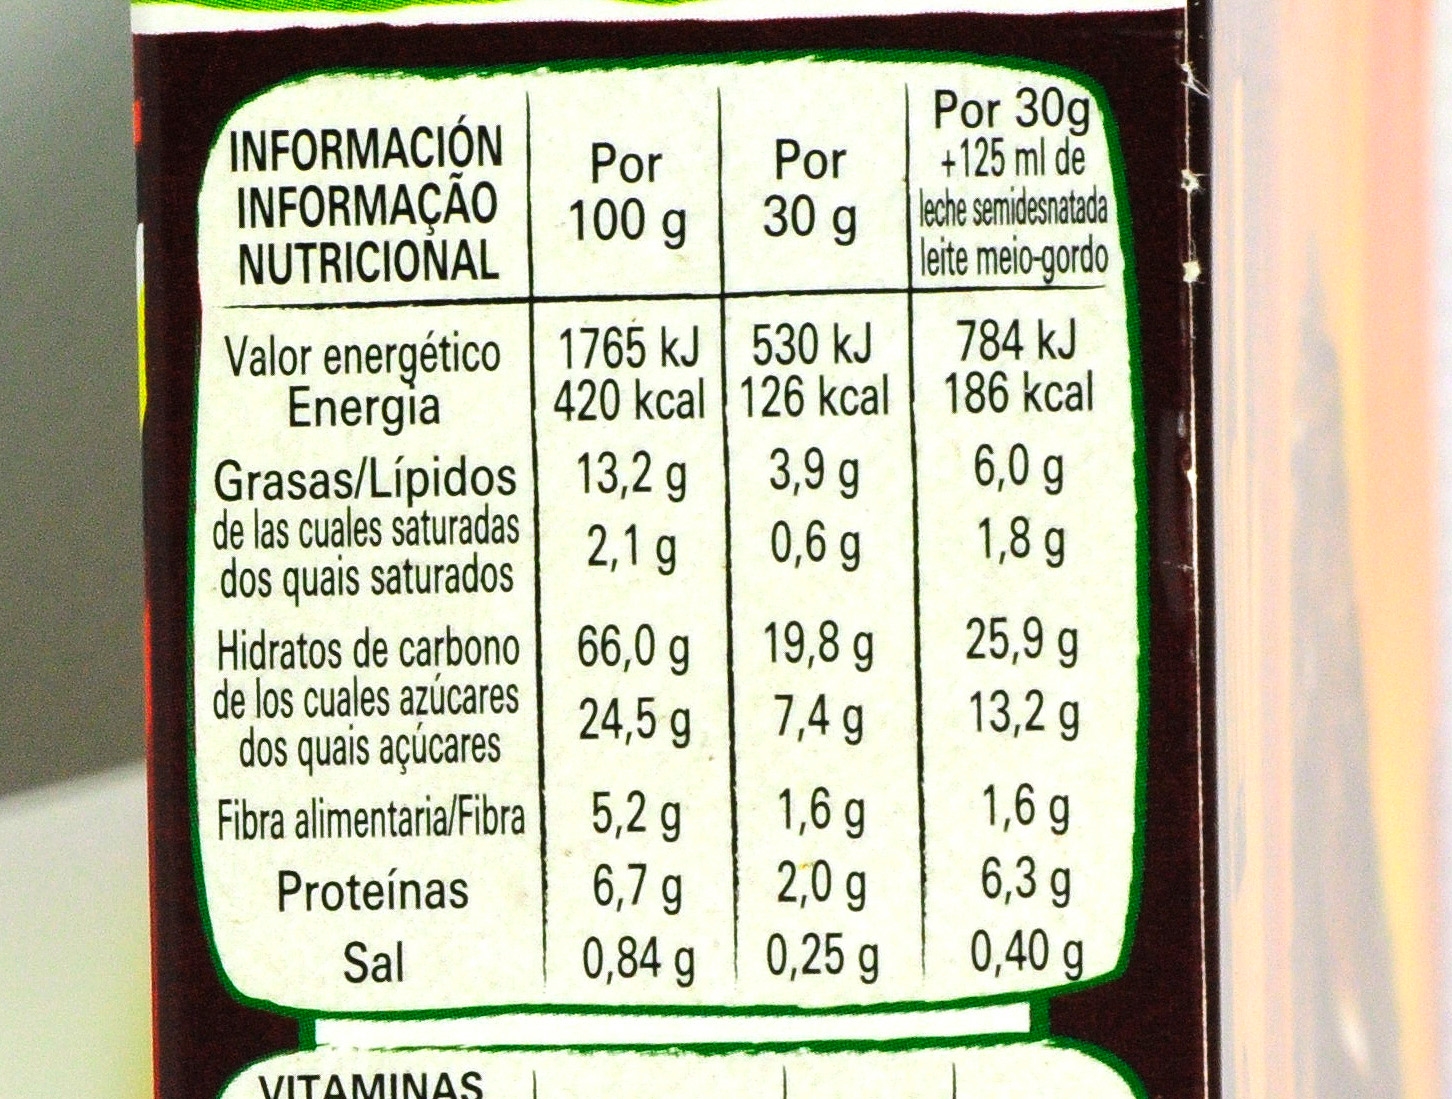 INFORMACIÓN
INFORMAÇÃO
NUTRICIONAL
Por
100 g
Por
30 g
Por 30g
+125 ml de
leche semidesnatada
leite meio-gordo
Valor energético
Energia
1765 kJ 530 kJ 784 kJ
420 kcal 126 kcal 186 kcal
Grasas/Lípidos 13,2 g 3,9 g 6,0 g
de las cuales saturadas
dos quais saturados
2,1 g 0,6 g 1,8 g
Hidratos de carbono 66,0 g 19,8 g 25,9 g
de los cuales azúcares
dos quais açúcares
24,5 g 7,4 g 13,2 g
Fibra alimentaria/Fibra 5,2 g 1,6 g 1,6 g
Proteínas 6,7 g 2,0 g 6,3 g
Sal 0,84 g 0,25 g 0,40 g
VITAMINAS